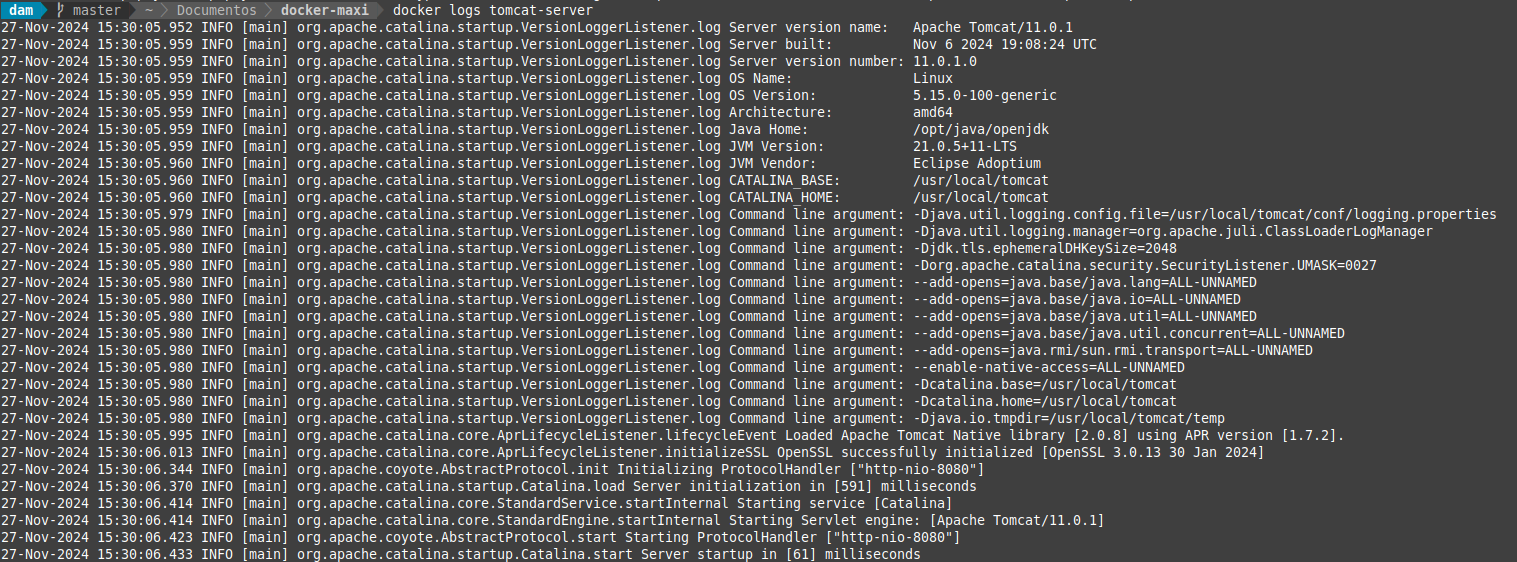 dam master ~ Documentos docker-maxi docker logs tomcat-server
27-Nov-2024 15:30:05.952 INFO [main] org.apache.catalina.startup.VersionLoggerListener.log Server version name:   Apache Tomcat/11.0.1
27-Nov-2024 15:30:05.959 INFO [main] org.apache.catalina.startup.VersionLoggerListener.log Server built:          Nov 6 2024 19:08:24 UTC
27-Nov-2024 15:30:05.959 INFO [main] org.apache.catalina.startup.VersionLoggerListener.log Server version number: 11.0.1.0
27-Nov-2024 15:30:05.959 INFO [main] org.apache.catalina.startup.VersionLoggerListener.log OS Name:               Linux
27-Nov-2024 15:30:05.959 INFO [main] org.apache.catalina.startup.VersionLoggerListener.log OS Version:            5.15.0-100-generic
27-Nov-2024 15:30:05.959 INFO [main] org.apache.catalina.startup.VersionLoggerListener.log Architecture:          amd64
27-Nov-2024 15:30:05.959 INFO [main] org.apache.catalina.startup.VersionLoggerListener.log Java Home:             /opt/java/openjdk
27-Nov-2024 15:30:05.959 INFO [main] org.apache.catalina.startup.VersionLoggerListener.log JVM Version:           21.0.5+11-LTS
27-Nov-2024 15:30:05.960 INFO [main] org.apache.catalina.startup.VersionLoggerListener.log JVM Vendor:            Eclipse Adoptium
27-Nov-2024 15:30:05.960 INFO [main] org.apache.catalina.startup.VersionLoggerListener.log CATALINA_BASE:         /usr/local/tomcat
27-Nov-2024 15:30:05.960 INFO [main] org.apache.catalina.startup.VersionLoggerListener.log CATALINA_HOME:         /usr/local/tomcat
27-Nov-2024 15:30:05.979 INFO [main] org.apache.catalina.startup.VersionLoggerListener.log Command line argument: -Djava.util.logging.config.file=/usr/local/tomcat/conf/logging.properties
27-Nov-2024 15:30:05.980 INFO [main] org.apache.catalina.startup.VersionLoggerListener.log Command line argument: -Djava.util.logging.manager=org.apache.juli.ClassLoaderLogManager
27-Nov-2024 15:30:05.980 INFO [main] org.apache.catalina.startup.VersionLoggerListener.log Command line argument: -Djdk.tls.ephemeralDHKeySize=2048
27-Nov-2024 15:30:05.980 INFO [main] org.apache.catalina.startup.VersionLoggerListener.log Command line argument: -Dorg.apache.catalina.security.SecurityListener.UMASK=0027
27-Nov-2024 15:30:05.980 INFO [main] org.apache.catalina.startup.VersionLoggerListener.log Command line argument: --add-opens=java.base/java.lang=ALL-UNNAMED
27-Nov-2024 15:30:05.980 INFO [main] org.apache.catalina.startup.VersionLoggerListener.log Command line argument: --add-opens=java.base/java.io=ALL-UNNAMED
27-Nov-2024 15:30:05.980 INFO [main] org.apache.catalina.startup.VersionLoggerListener.log Command line argument: --add-opens=java.base/java.util=ALL-UNNAMED
27-Nov-2024 15:30:05.980 INFO [main] org.apache.catalina.startup.VersionLoggerListener.log Command line argument: --add-opens=java.base/java.util.concurrent=ALL-UNNAMED
27-Nov-2024 15:30:05.980 INFO [main] org.apache.catalina.startup.VersionLoggerListener.log Command line argument: --add-opens=java.rmi/sun.rmi.transport=ALL-UNNAMED
27-Nov-2024 15:30:05.980 INFO [main] org.apache.catalina.startup.VersionLoggerListener.log Command line argument: --enable-native-access=ALL-UNNAMED
27-Nov-2024 15:30:05.980 INFO [main] org.apache.catalina.startup.VersionLoggerListener.log Command line argument: -Dcatalina.base=/usr/local/tomcat
27-Nov-2024 15:30:05.980 INFO [main] org.apache.catalina.startup.VersionLoggerListener.log Command line argument: -Dcatalina.home=/usr/local/tomcat
27-Nov-2024 15:30:05.980 INFO [main] org.apache.catalina.startup.VersionLoggerListener.log Command line argument: -Djava.io.tmpdir=/usr/local/tomcat/temp
27-Nov-2024 15:30:05.995 INFO [main] org.apache.catalina.core.AprLifecycleListener.lifecycleEvent Loaded Apache Tomcat Native library [2.0.8] using APR version [1.7.2].
27-Nov-2024 15:30:06.013 INFO [main] org.apache.catalina.core.AprLifecycleListener.initializeSSL OpenSSL successfully initialized [OpenSSL 3.0.13 30 Jan 2024]
27-Nov-2024 15:30:06.344 INFO [main] org.apache.coyote.AbstractProtocol.init Initializing ProtocolHandler ["http-nio-8080"]
27-Nov-2024 15:30:06.370 INFO [main] org.apache.catalina.startup.Catalina.load Server initialization in [591] milliseconds
27-Nov-2024 15:30:06.414 INFO [main] org.apache.catalina.core.StandardService.startInternal Starting service [Catalina]
27-Nov-2024 15:30:06.414 INFO [main] org.apache.catalina.core.StandardEngine.startInternal Starting Servlet engine: [Apache Tomcat/11.0.1]
27-Nov-2024 15:30:06.423 INFO [main] org.apache.coyote.AbstractProtocol.start Starting ProtocolHandler ["http-nio-8080"]
27-Nov-2024 15:30:06.433 INFO [main] org.apache.catalina.startup.Catalina.start Server startup in [61] milliseconds